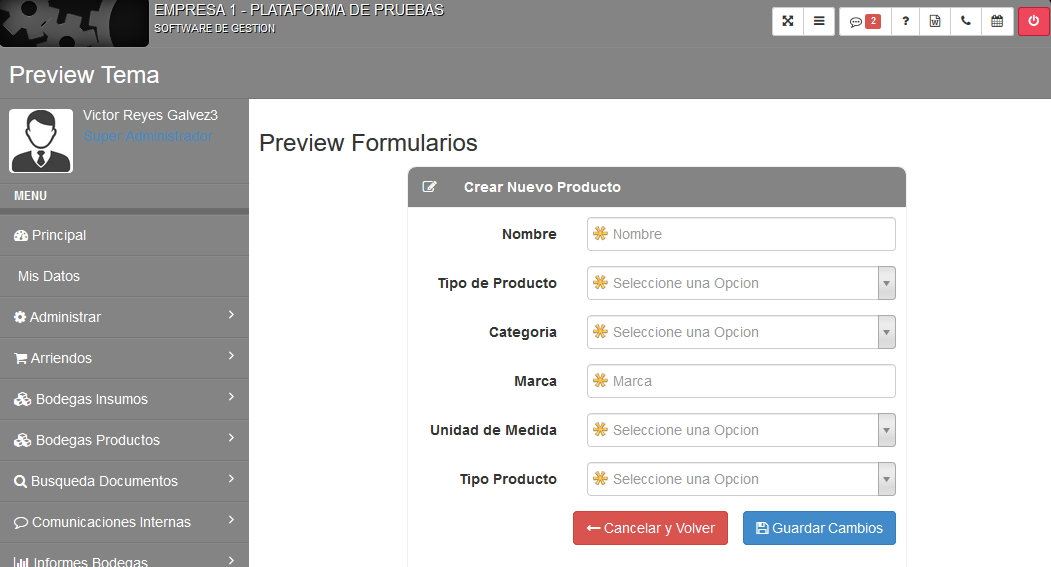 EMPRESA 1 - PLATAFORMA DE PRUEBAS
SOFTWARE DE GESTION
2
?
Preview Tema
Victor Reyes Galvez3
Super Administrador
MENU
Principal
Mis Datos
Administrar
Arriendos
Bodegas Insumos
Bodegas Productos
Busqueda Documentos
Comunicaciones Internas
Informes Bodegas
Preview Formularios
Crear Nuevo Producto
Nombre Nombre
Tipo de Producto Seleccione una Opcion
Categoria Seleccione una Opcion
Marca Marca
Unidad de Medida Seleccione una Opcion
Tipo Producto Seleccione una Opcion
Cancelar y Volver Guardar Cambios